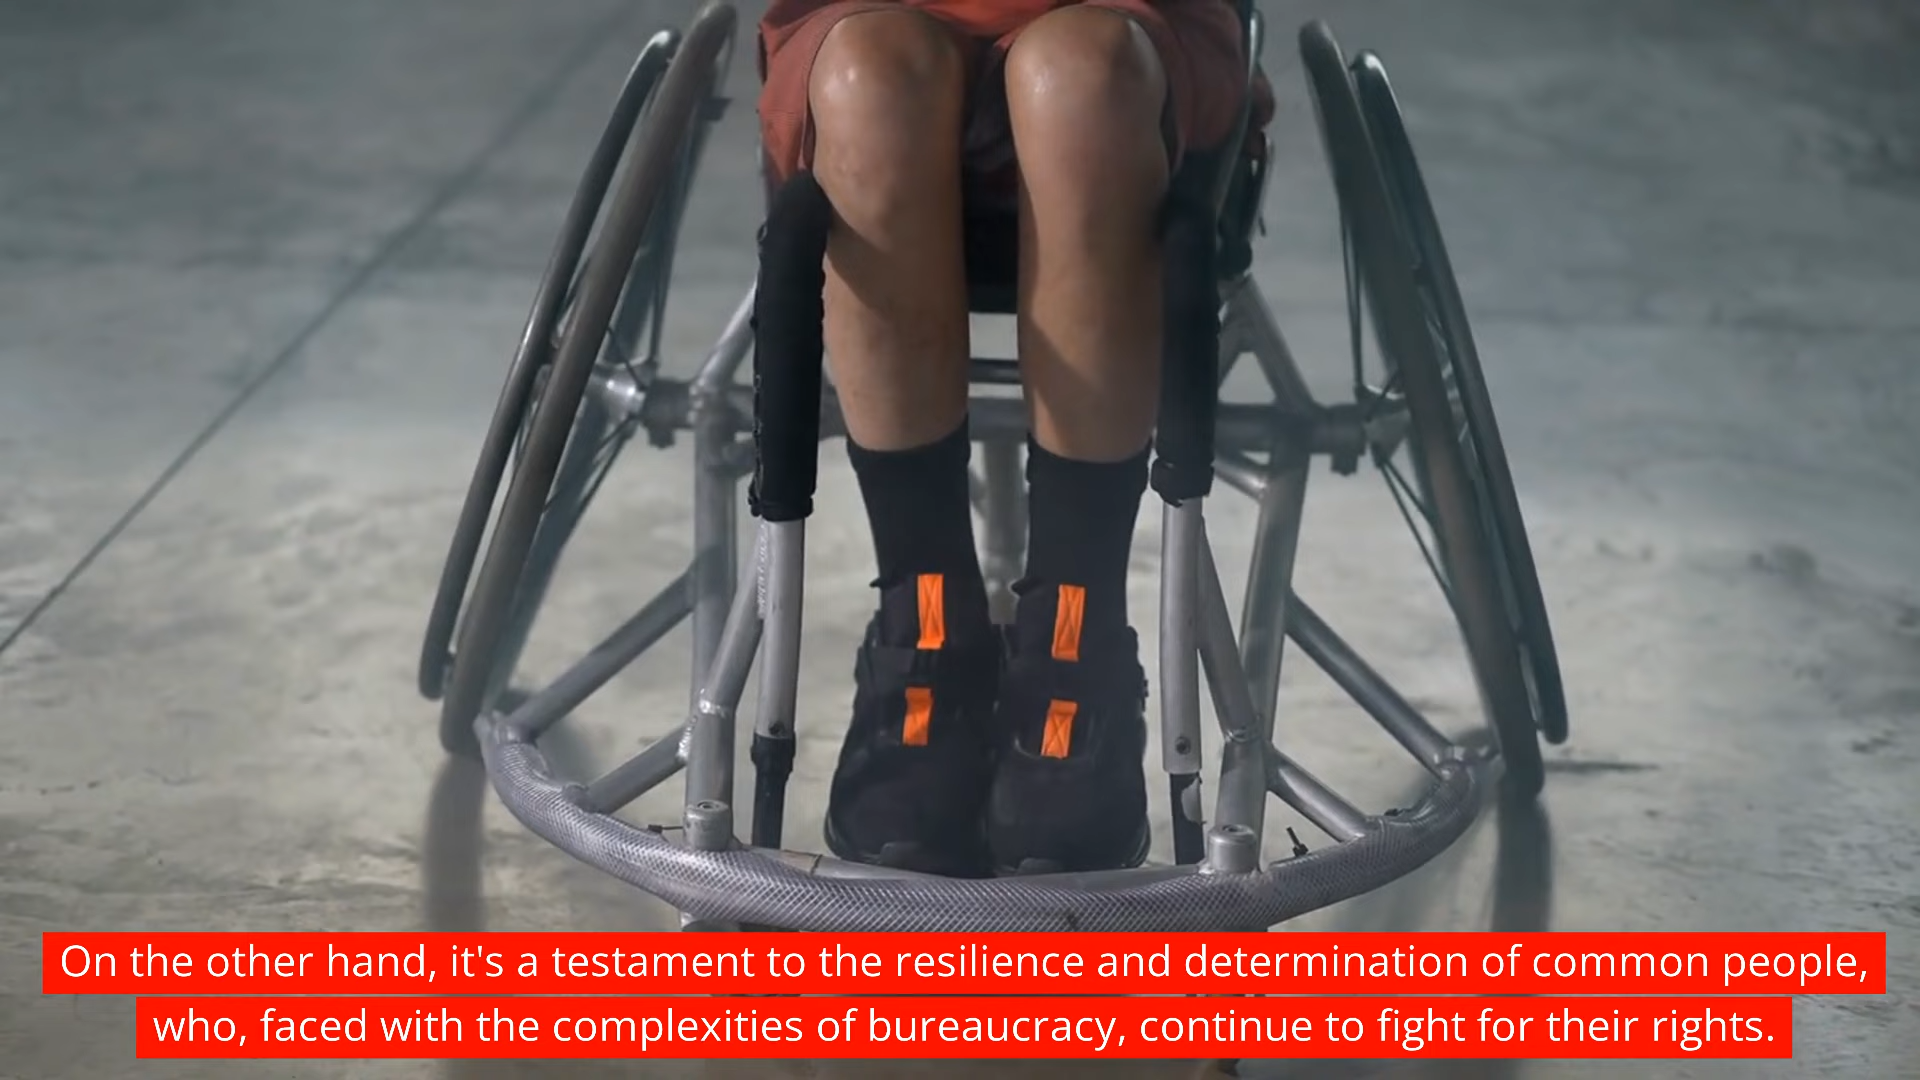 On the other hand, it's a testament to the resilience and determination of common people,
who, faced with the complexities of bureaucracy, continue to fight for their rights.